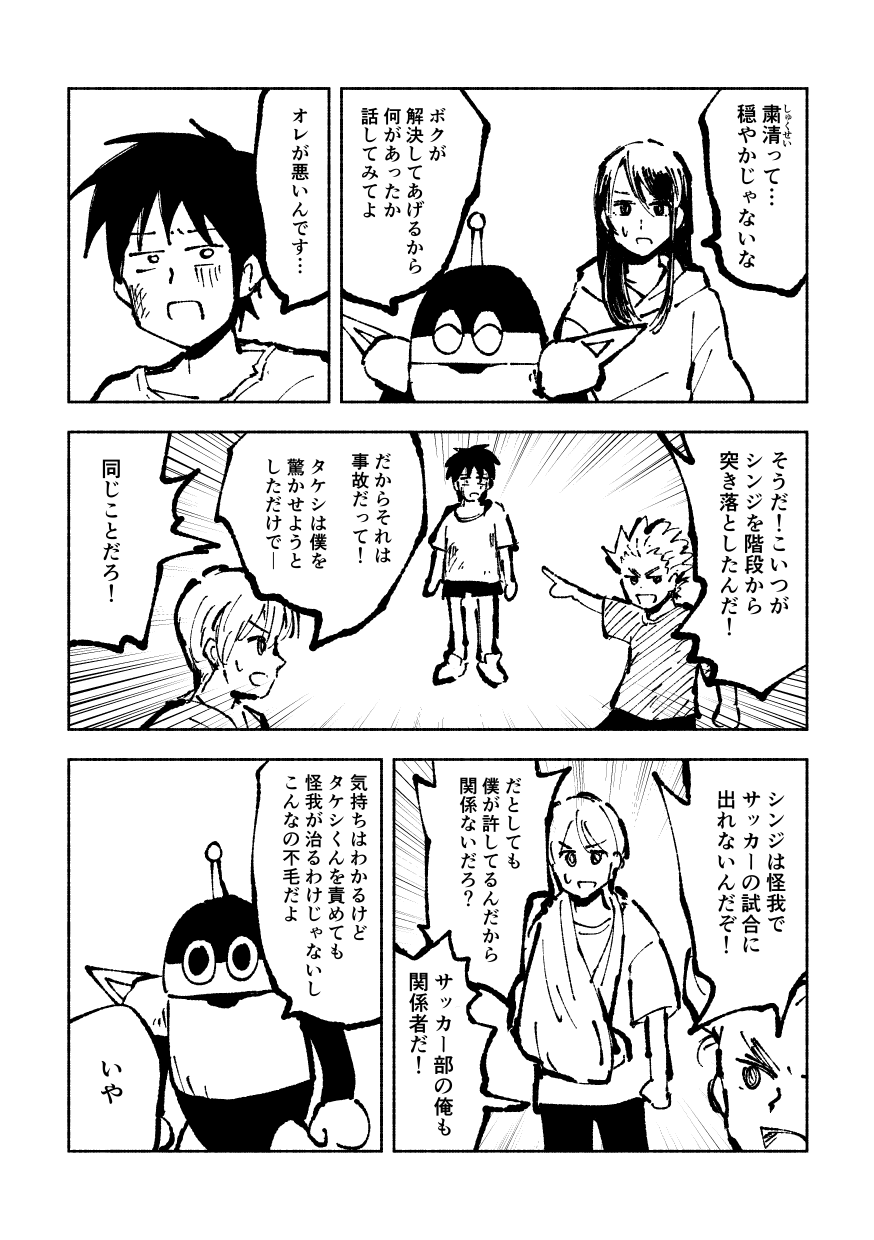 粛清って…
しゅくせい
穏やかじゃないな
ボクが
解決してあげるから
何があったか
話してみてよ
オレが悪いんです…
そうだ！こいつが
シンジを階段から
突き落としたんだ！
だからそれは
事故だって！
タケシは僕を
驚かせようと
しただけで―
同じことだろ！
シンジは怪我で
サッカーの試合に
出れないんだぞ！
だとしても
僕が許してるんだから
関係ないだろ？
サッカー部の俺も
関係者だ！
気持ちはわかるけど
タケシくんを責めても
怪我が治るわけじゃないし
こんなの不毛だよ
いや